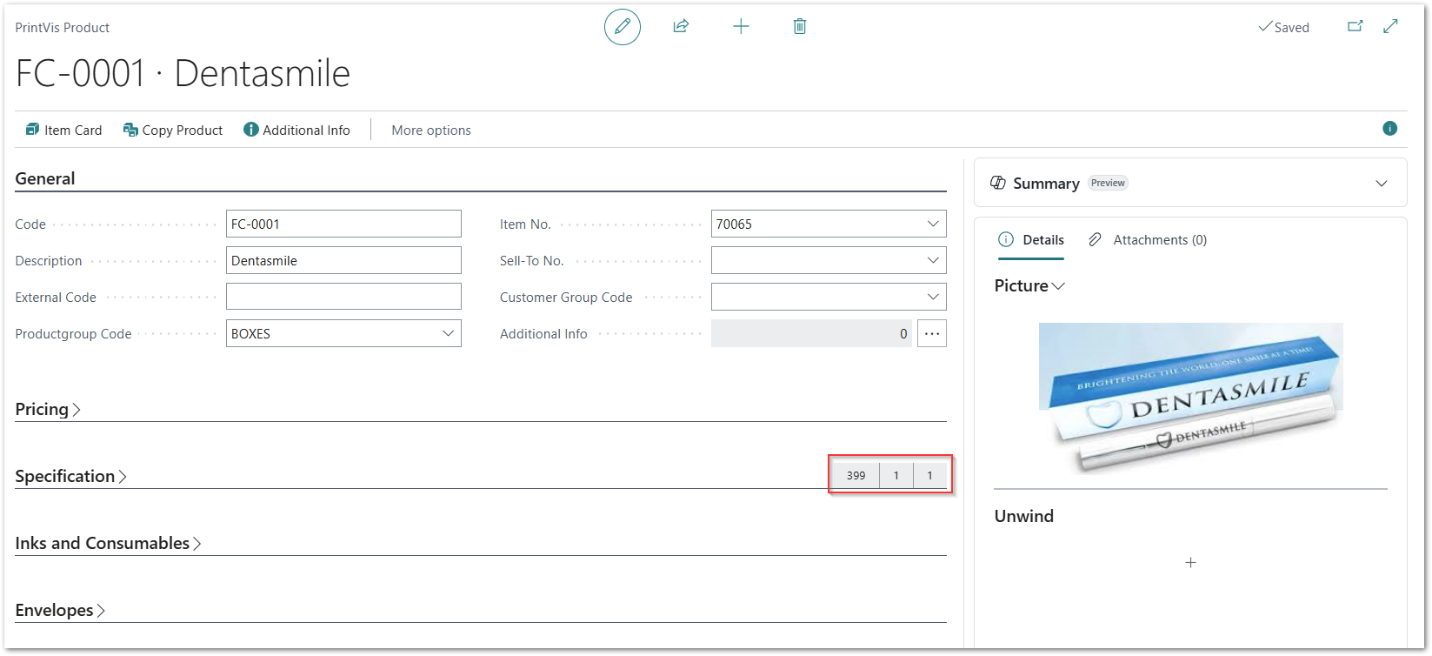 PrintVis Product
Saved
FC-0001 · Dentasmile
Item Card Copy Product Additional Info More options
General
Code FC-0001
Description Dentasmile
External Code
Productgroup Code BOXES
Item No. 70065
Sell-To No.
Customer Group Code
Additional Info 0 ...
Pricing
Specification 399 1 1
Inks and Consumables
Envelopes
Summary Preview
Details Attachments (0)
Picture
BRIGHTENING THE WORLD, ONE SMILE AT A TIME!
DENTASMILE
DENTASMILE
Unwind